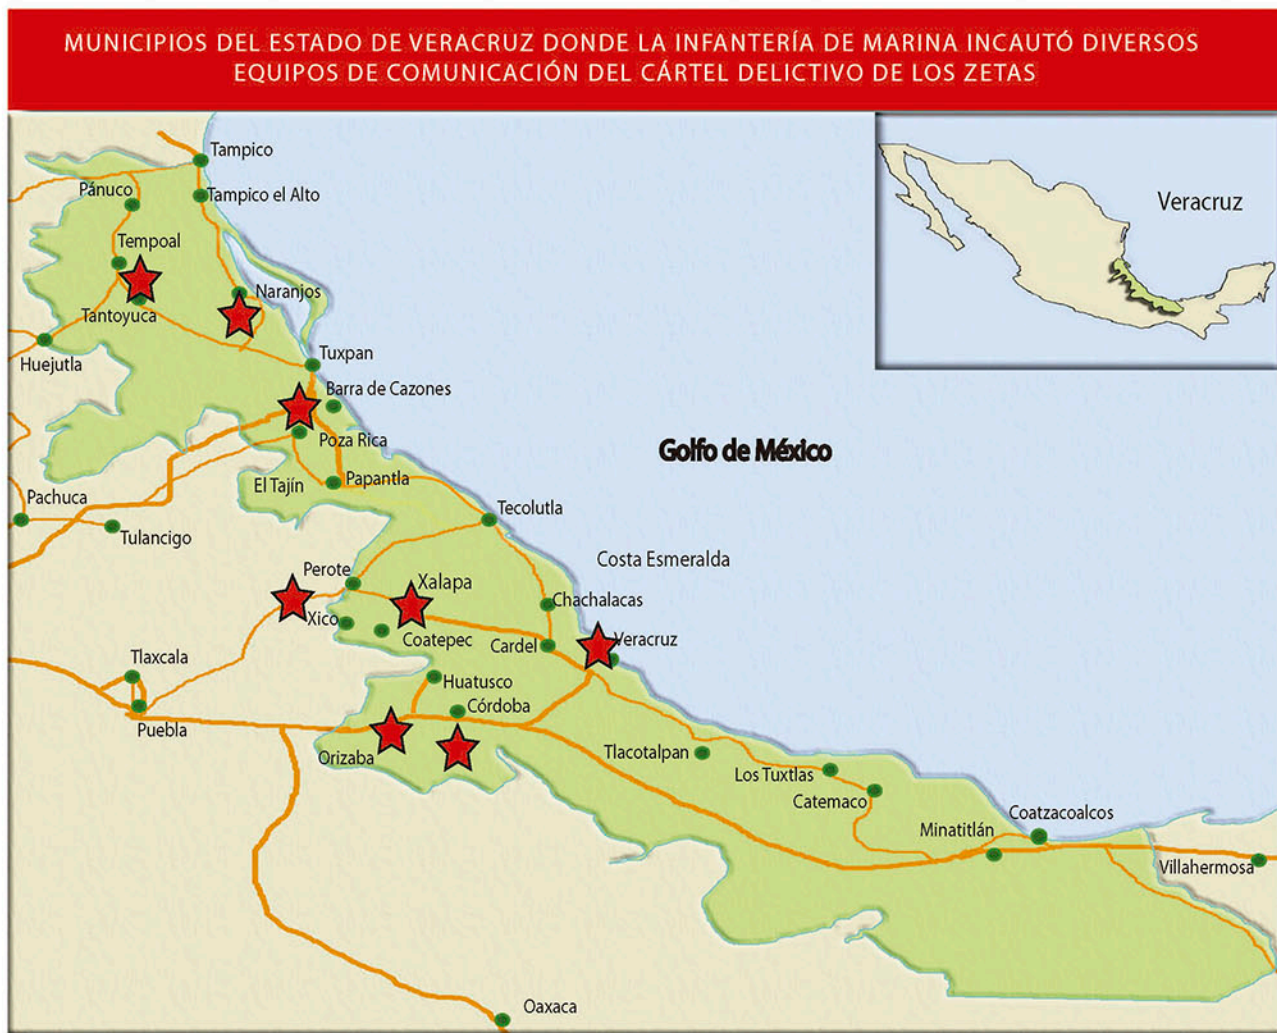 MUNICIPIOS DEL ESTADO DE VERACRUZ DONDE LA INFANTERÍA DE MARINA INCAUTÓ DIVERSOS
EQUIPOS DE COMUNICACIÓN DEL CÁRTEL DELICTIVO DE LOS ZETAS
Tampico
Pánuco
Tampico el Alto
Veracruz
Tempoal
Naranjos
Tantoyuca
Huejutla
Tuxpan
Barra de Cazones
Poza Rica
Golfo de México
El Tajín
Papantla
Pachuca
Tecolutla
Tulancigo
Costa Esmeralda
Perote
Xalapa
Chachalacas
Xico
Coatepec
Cardel
Veracruz
Tlaxcala
Huatusco
Córdoba
Puebla
Orizaba
Tlacotalpan
Los Tuxtlas
Catemaco
Coatzacoalcos
Minatitlán
Villahermosa
Oaxaca